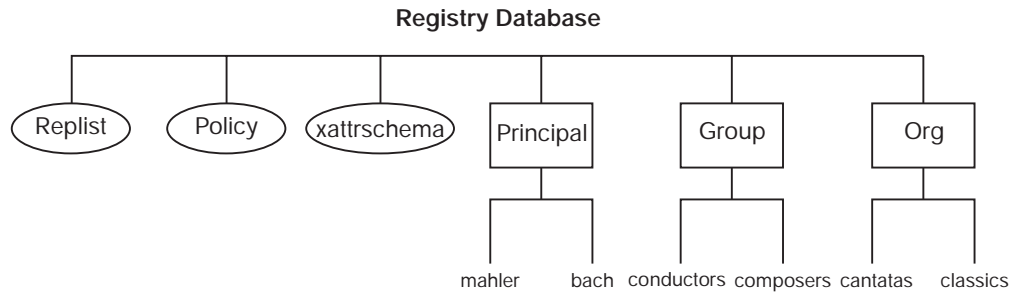 Registry Database
Replist Policy xattrschema Principal Group Org
mahler bach conductors composers cantatas classics